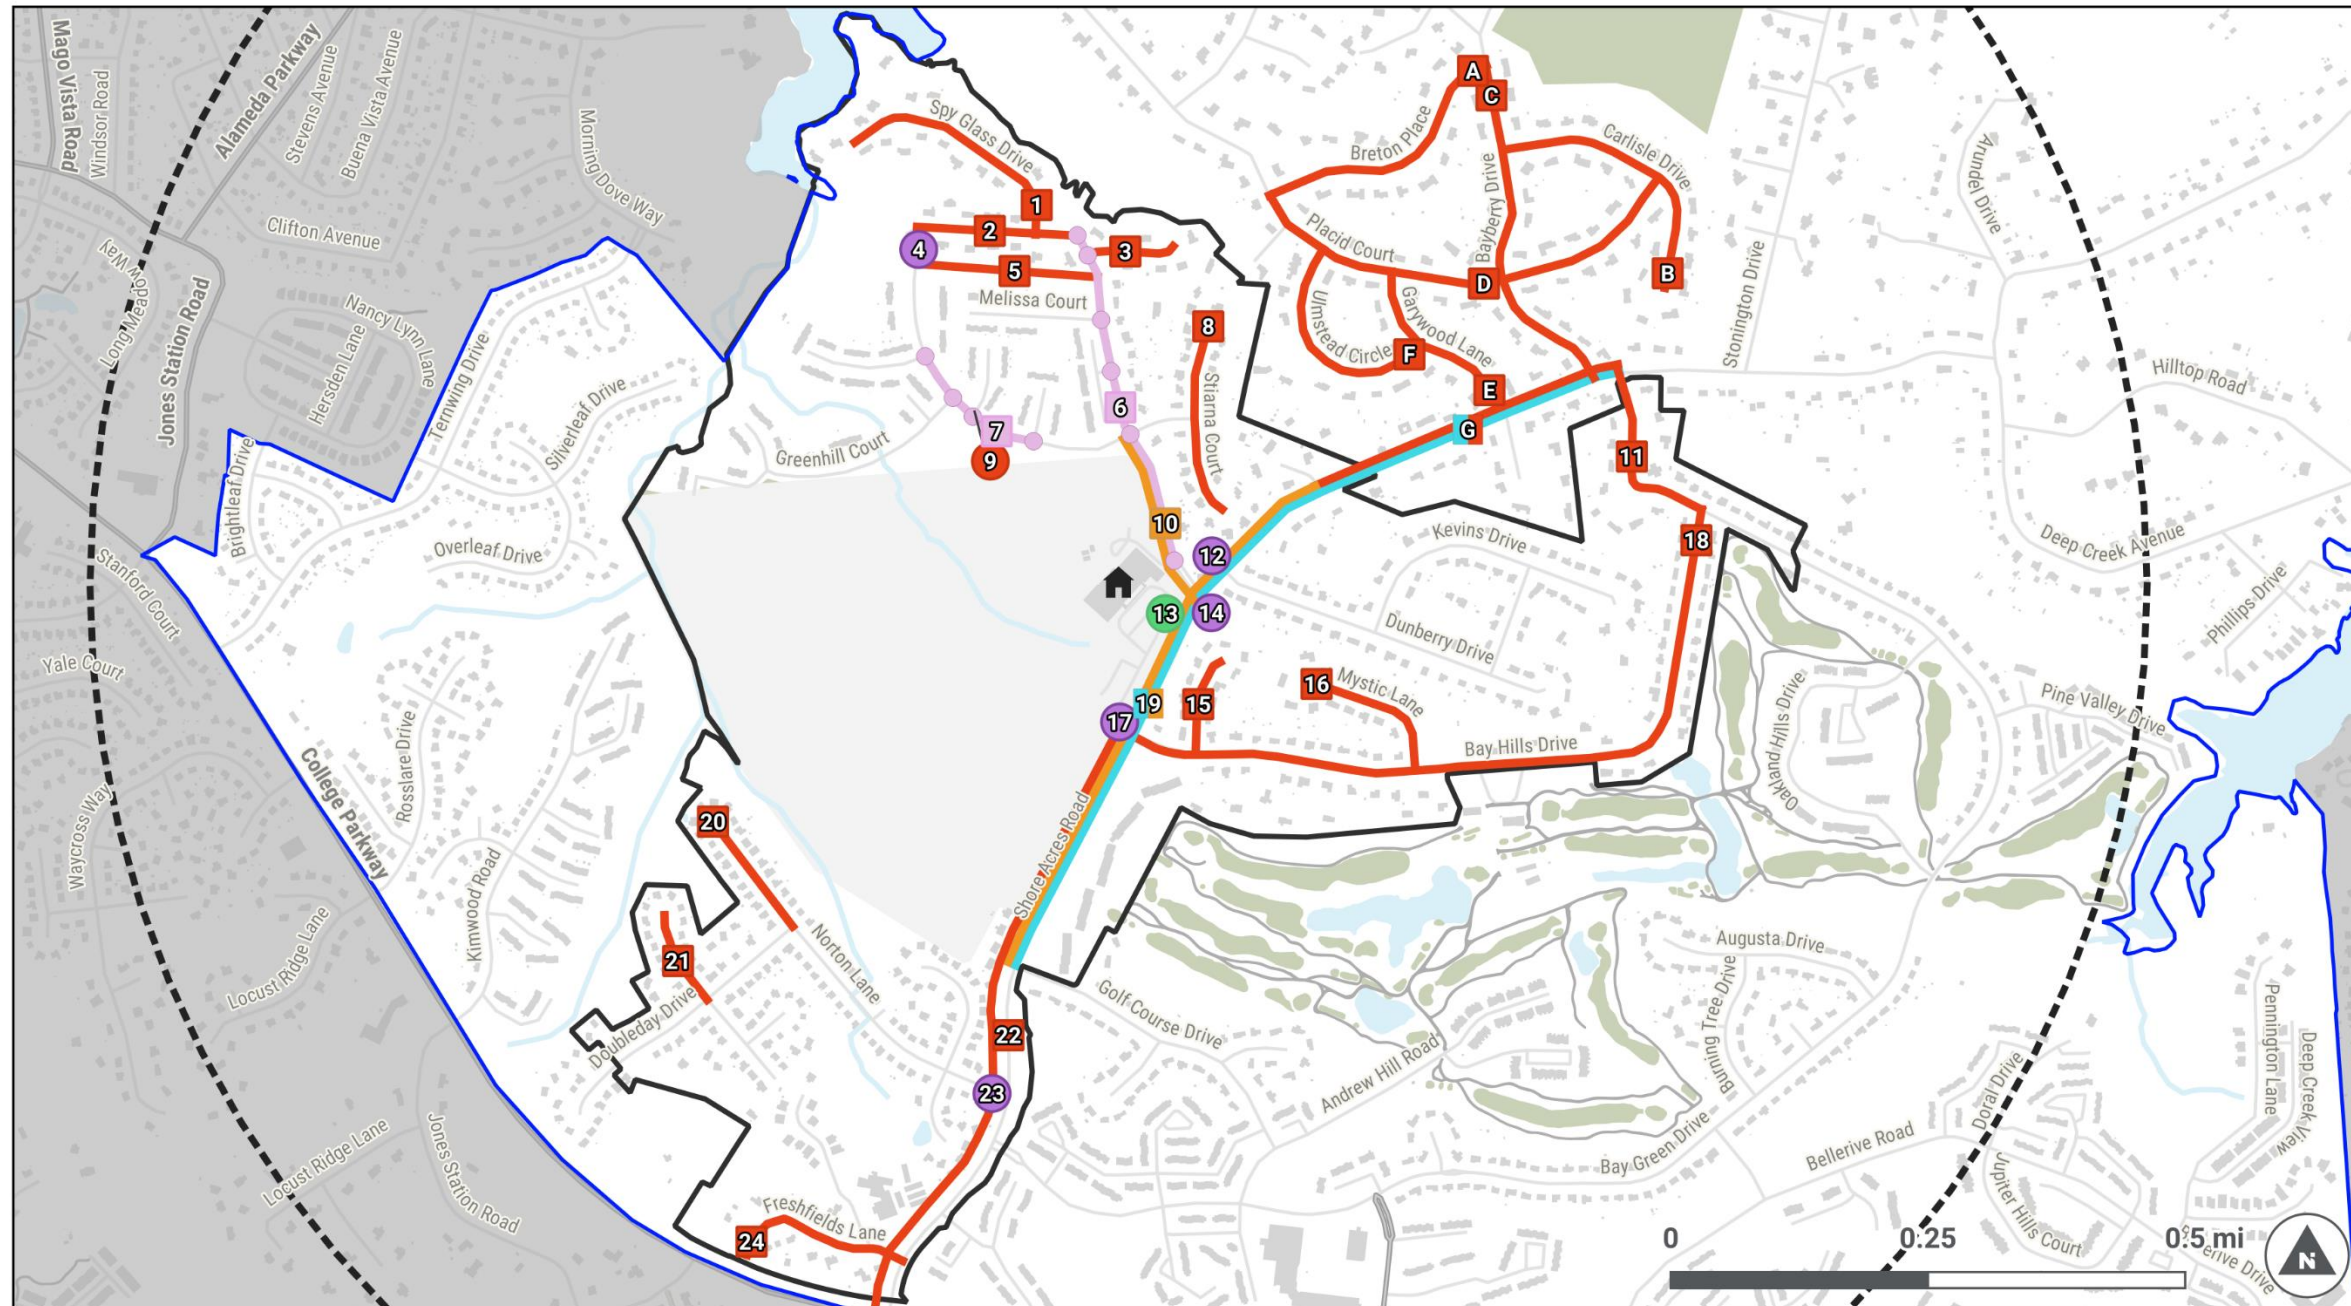 Mago Vista Road
Windsor Road
Alameda Parkway
Stevens Avenue
Buena Vista Avenue
Morning Dove Way
Clifton Avenue
Long Meadow Way
Jones Station Road
Nancy Lynn Lane
Hersden Lane
Ternwing Drive
Silverleaf Drive
Brightleaf Drive
Overleaf Drive
Stanford Court
Yale Court
Rosslare Drive
College Parkway
Waycross Way
Kimwood Road
Locust Ridge Lane
Locust Ridge Lane
Jones Station Road
Doubleday Drive
Norton Lane
Freshfields Lane
Spy Glass Drive
1
2
3
4
5
Melissa Court
6
7
8
Stiarna Court
9
Greenhill Court
10
11
12
13
14
15
16
Mystic Lane
17
18
19
20
21
22
23
24
A
C
Breton Place
Bayberry Drive
Carlisle Drive
Placid Court
D
B
Ulmstead Circle
Garywood Lane
F
E
G
Stonington Drive
Arundel Drive
Hilltop Road
Deep Creek Avenue
Phillips Drive
Kevins Drive
Dunberry Drive
Bay Hills Drive
Oakland Hills Drive
Pine Valley Drive
Shore Acres Road
Golf Course Drive
Andrew Hill Road
Augusta Drive
Burning Tree Drive
Bay Green Drive
Bellerive Road
Doral Drive
Jupiter Hills Court
Pennington Lane
Deep Creek View
erive Drive
0 0.25 0.5 mi
N